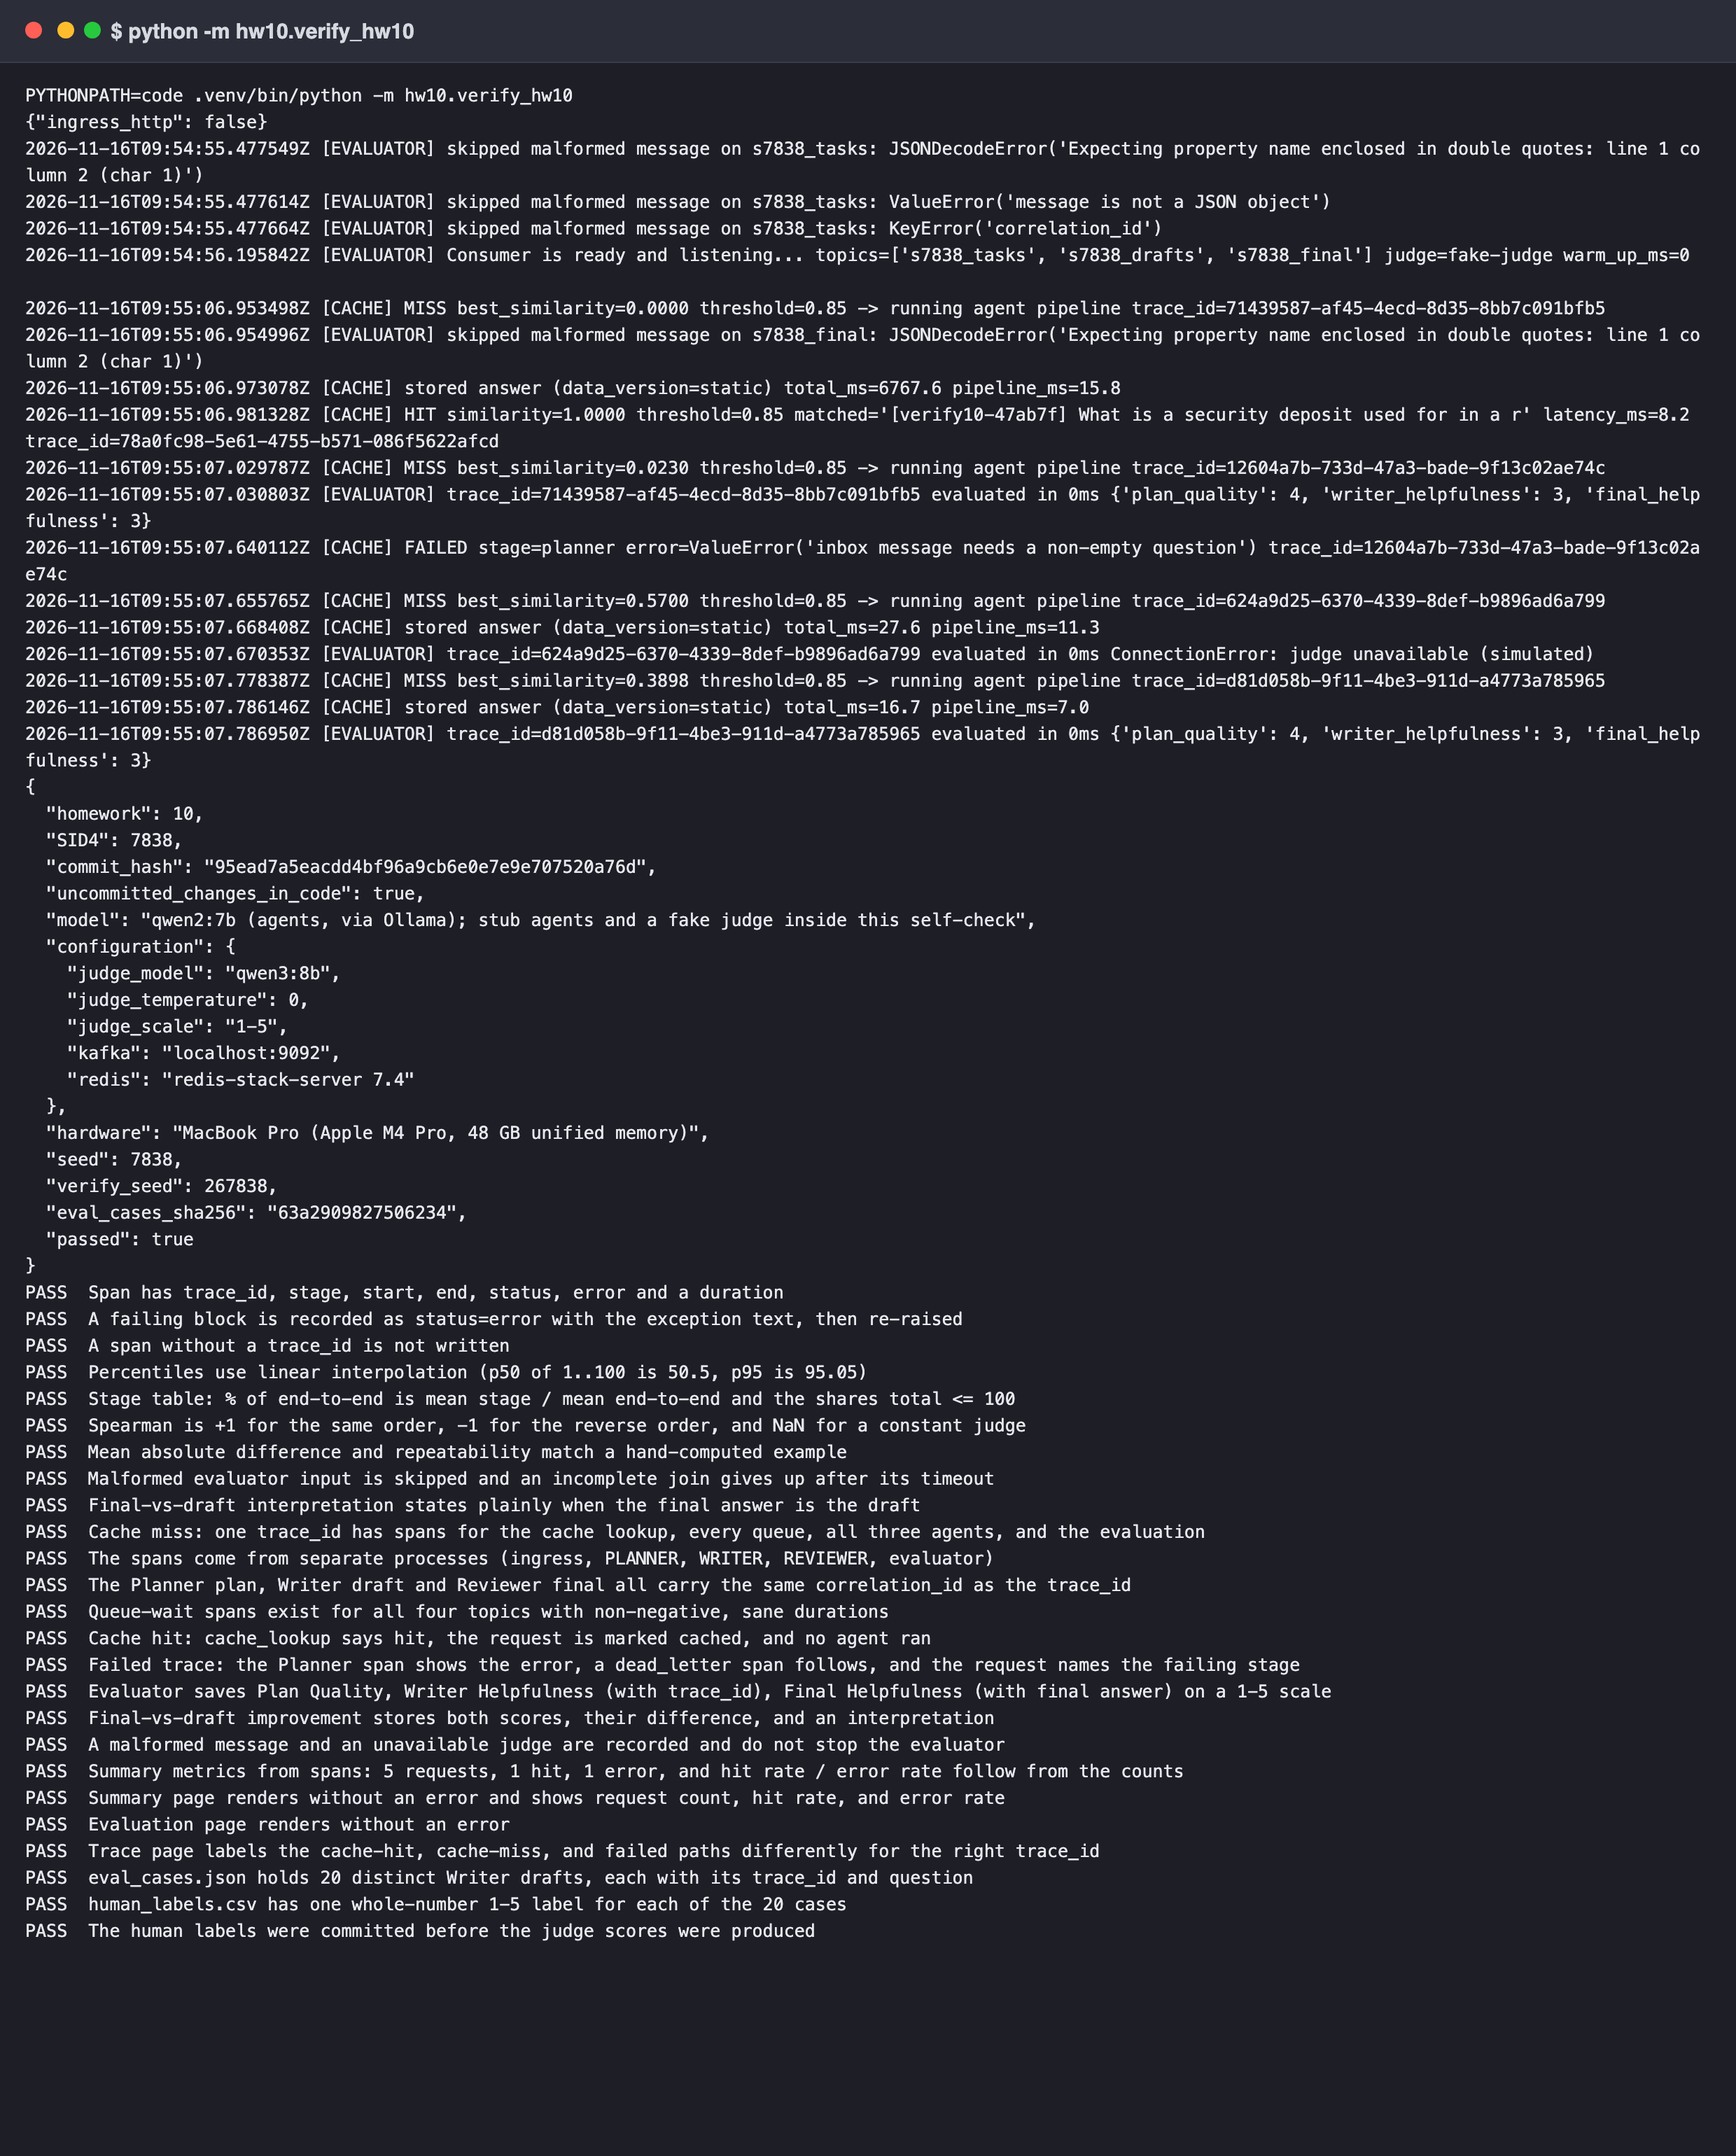 $ python -m hw10.verify_hw10
PYTHONPATH=code .venv/bin/python -m hw10.verify_hw10
{"ingress_http": false}
2026-11-16T09:54:55.477549Z [EVALUATOR] skipped malformed message on s7838_tasks: JSONDecodeError('Expecting property name enclosed in double quotes: line 1 co
lumn 2 (char 1)')
2026-11-16T09:54:55.477614Z [EVALUATOR] skipped malformed message on s7838_tasks: ValueError('message is not a JSON object')
2026-11-16T09:54:55.477664Z [EVALUATOR] skipped malformed message on s7838_tasks: KeyError('correlation_id')
2026-11-16T09:54:56.195842Z [EVALUATOR] Consumer is ready and listening... topics=['s7838_tasks', 's7838_drafts', 's7838_final'] judge=fake-judge warm_up_ms=0
2026-11-16T09:55:06.953498Z [CACHE] MISS best_similarity=0.0000 threshold=0.85 -> running agent pipeline trace_id=71439587-af45-4ecd-8d35-8bb7c091bfb5
2026-11-16T09:55:06.954996Z [EVALUATOR] skipped malformed message on s7838_final: JSONDecodeError('Expecting property name enclosed in double quotes: line 1 co
lumn 2 (char 1)')
2026-11-16T09:55:06.973078Z [CACHE] stored answer (data_version=static) total_ms=6767.6 pipeline_ms=15.8
2026-11-16T09:55:06.981328Z [CACHE] HIT similarity=1.0000 threshold=0.85 matched='[verify10-47ab7f] What is a security deposit used for in a r' latency_ms=8.2
trace_id=78a0fc98-5e61-4755-b571-086f5622afcd
2026-11-16T09:55:07.029787Z [CACHE] MISS best_similarity=0.0230 threshold=0.85 -> running agent pipeline trace_id=12604a7b-733d-47a3-bade-9f13c02ae74c
2026-11-16T09:55:07.030803Z [EVALUATOR] trace_id=71439587-af45-4ecd-8d35-8bb7c091bfb5 evaluated in 0ms {'plan_quality': 4, 'writer_helpfulness': 3, 'final_help
fulness': 3}
2026-11-16T09:55:07.640112Z [CACHE] FAILED stage=planner error=ValueError('inbox message needs a non-empty question') trace_id=12604a7b-733d-47a3-bade-9f13c02a
e74c
2026-11-16T09:55:07.655765Z [CACHE] MISS best_similarity=0.5700 threshold=0.85 -> running agent pipeline trace_id=624a9d25-6370-4339-8def-b9896ad6a799
2026-11-16T09:55:07.668408Z [CACHE] stored answer (data_version=static) total_ms=27.6 pipeline_ms=11.3
2026-11-16T09:55:07.670353Z [EVALUATOR] trace_id=624a9d25-6370-4339-8def-b9896ad6a799 evaluated in 0ms ConnectionError: judge unavailable (simulated)
2026-11-16T09:55:07.778387Z [CACHE] MISS best_similarity=0.3898 threshold=0.85 -> running agent pipeline trace_id=d81d058b-9f11-4be3-911d-a4773a785965
2026-11-16T09:55:07.786146Z [CACHE] stored answer (data_version=static) total_ms=16.7 pipeline_ms=7.0
2026-11-16T09:55:07.786950Z [EVALUATOR] trace_id=d81d058b-9f11-4be3-911d-a4773a785965 evaluated in 0ms {'plan_quality': 4, 'writer_helpfulness': 3, 'final_help
fulness': 3}
{
  "homework": 10,
  "SID4": 7838,
  "commit_hash": "95ead7a5eacdd4bf96a9cb6e0e7e9e707520a76d",
  "uncommitted_changes_in_code": true,
  "model": "qwen2:7b (agents, via Ollama); stub agents and a fake judge inside this self-check",
  "configuration": {
    "judge_model": "qwen3:8b",
    "judge_temperature": 0,
    "judge_scale": "1-5",
    "kafka": "localhost:9092",
    "redis": "redis-stack-server 7.4"
  },
  "hardware": "MacBook Pro (Apple M4 Pro, 48 GB unified memory)",
  "seed": 7838,
  "verify_seed": 267838,
  "eval_cases_sha256": "63a2909827506234",
  "passed": true
}
PASS  Span has trace_id, stage, start, end, status, error and a duration
PASS  A failing block is recorded as status=error with the exception text, then re-raised
PASS  A span without a trace_id is not written
PASS  Percentiles use linear interpolation (p50 of 1..100 is 50.5, p95 is 95.05)
PASS  Stage table: % of end-to-end is mean stage / mean end-to-end and the shares total <= 100
PASS  Spearman is +1 for the same order, -1 for the reverse order, and NaN for a constant judge
PASS  Mean absolute difference and repeatability match a hand-computed example
PASS  Malformed evaluator input is skipped and an incomplete join gives up after its timeout
PASS  Final-vs-draft interpretation states plainly when the final answer is the draft
PASS  Cache miss: one trace_id has spans for the cache lookup, every queue, all three agents, and the evaluation
PASS  The spans come from separate processes (ingress, PLANNER, WRITER, REVIEWER, evaluator)
PASS  The Planner plan, Writer draft and Reviewer final all carry the same correlation_id as the trace_id
PASS  Queue-wait spans exist for all four topics with non-negative, sane durations
PASS  Cache hit: cache_lookup says hit, the request is marked cached, and no agent ran
PASS  Failed trace: the Planner span shows the error, a dead_letter span follows, and the request names the failing stage
PASS  Evaluator saves Plan Quality, Writer Helpfulness (with trace_id), Final Helpfulness (with final answer) on a 1-5 scale
PASS  Final-vs-draft improvement stores both scores, their difference, and an interpretation
PASS  A malformed message and an unavailable judge are recorded and do not stop the evaluator
PASS  Summary metrics from spans: 5 requests, 1 hit, 1 error, and hit rate / error rate follow from the counts
PASS  Summary page renders without an error and shows request count, hit rate, and error rate
PASS  Evaluation page renders without an error
PASS  Trace page labels the cache-hit, cache-miss, and failed paths differently for the right trace_id
PASS  eval_cases.json holds 20 distinct Writer drafts, each with its trace_id and question
PASS  human_labels.csv has one whole-number 1-5 label for each of the 20 cases
PASS  The human labels were committed before the judge scores were produced